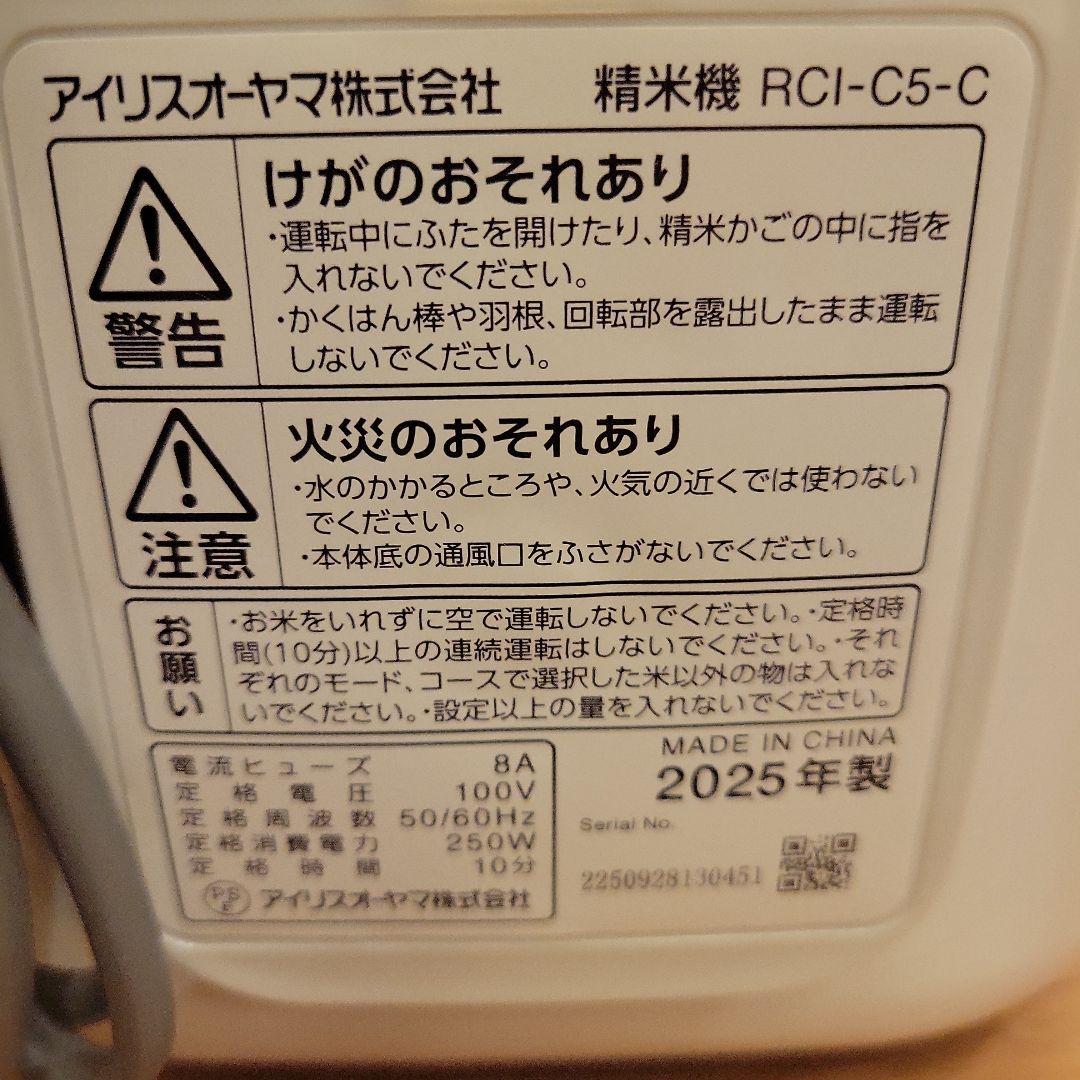 アイリスオーヤマ株式会社 精米機 RCI-C5-C
警告
けがのおそれあり
・運転中にふたを開けたり、精米かごの中に指を
入れないでください。
・かくはん棒や羽根、回転部を露出したまま運転
しないでください。
注意
火災のおそれあり
・水のかかるところや、火気の近くでは使わない
でください。
・本体底の通風口をふさがないでください。
お願い
・お米をいれずに空で運転しないでください。・定格時
間(10分)以上の連続運転はしないでください。・それ
ぞれのモード、コースで選択した米以外の物は入れな
いでください。・設定以上の量を入れないでください。
電流ヒューズ 8A
定格電圧 100V
定格周波数 50/60Hz
定格消費電力 250W
定格時間 10分
PSE アイリスオーヤマ株式会社
MADE IN CHINA
2025年製
Serial No.
2250928130451